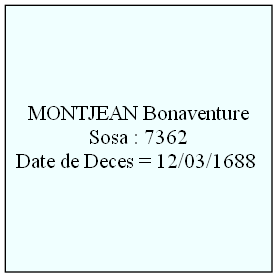 MONTJEAN Bonaventure
Sosa : 7362
Date de Deces = 12/03/1688